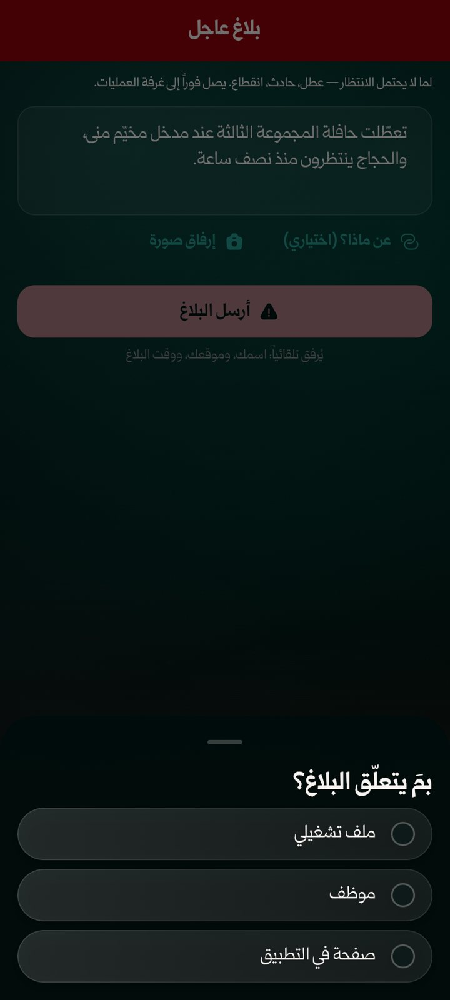 بلاغ عاجل
لما لا يحتمل الانتظار — عطل، حادث، انقطاع. يصل فوراً إلى غرفة العمليات.
تعطّلت حافلة المجموعة الثالثة عند مدخل مخيّم منى،
والحجاج ينتظرون منذ نصف ساعة.
عن ماذا؟ (اختياري)
إرفاق صورة
أرسل البلاغ
يُرفق تلقائياً: اسمك، وموقعك، ووقت البلاغ
بمَ يتعلّق البلاغ؟
ملف تشغيلي
موظف
صفحة في التطبيق